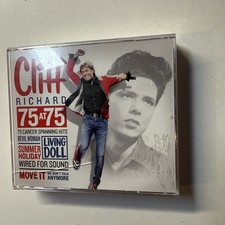 Cliff
RICHARD
75 AT 75
75 CAREER SPANNING HITS
DEVIL WOMAN
SUMMER
HOLIDAY
LIVING
DOLL
WIRED FOR SOUND
MOVE IT
WE DON'T TALK
ANYMORE